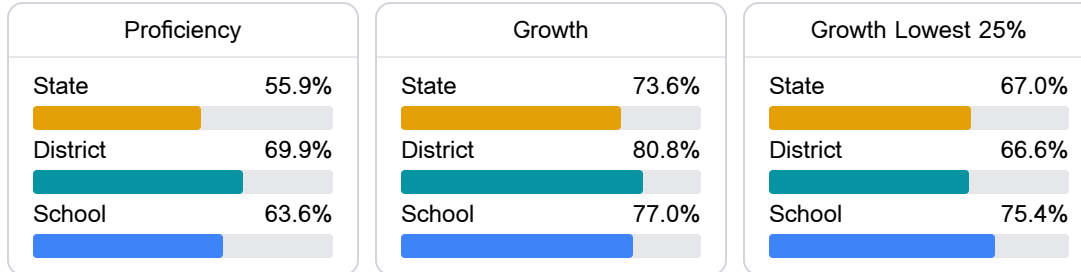 Proficiency
State 55.9%
District 69.9%
School 63.6%
Growth
State 73.6%
District 80.8%
School 77.0%
Growth Lowest 25%
State 67.0%
District 66.6%
School 75.4%